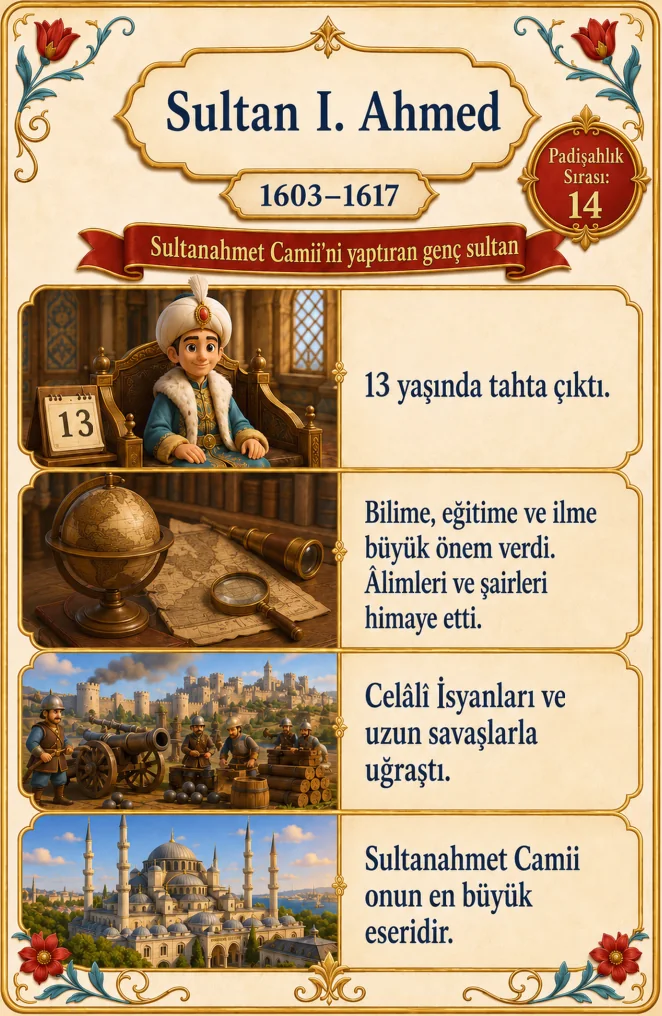 Sultan I. Ahmed
1603–1617
Padişahlık
Sırası:
14
Sultanahmet Camii'ni yaptıran genç sultan
13
13 yaşında tahta çıktı.
Bilime, eğitime ve ilme
büyük önem verdi.
Âlimleri ve şairleri
himaye etti.
Celâlî İsyanları ve
uzun savaşlarla
uğraştı.
Sultanahmet Camii
onun en büyük
eseridir.